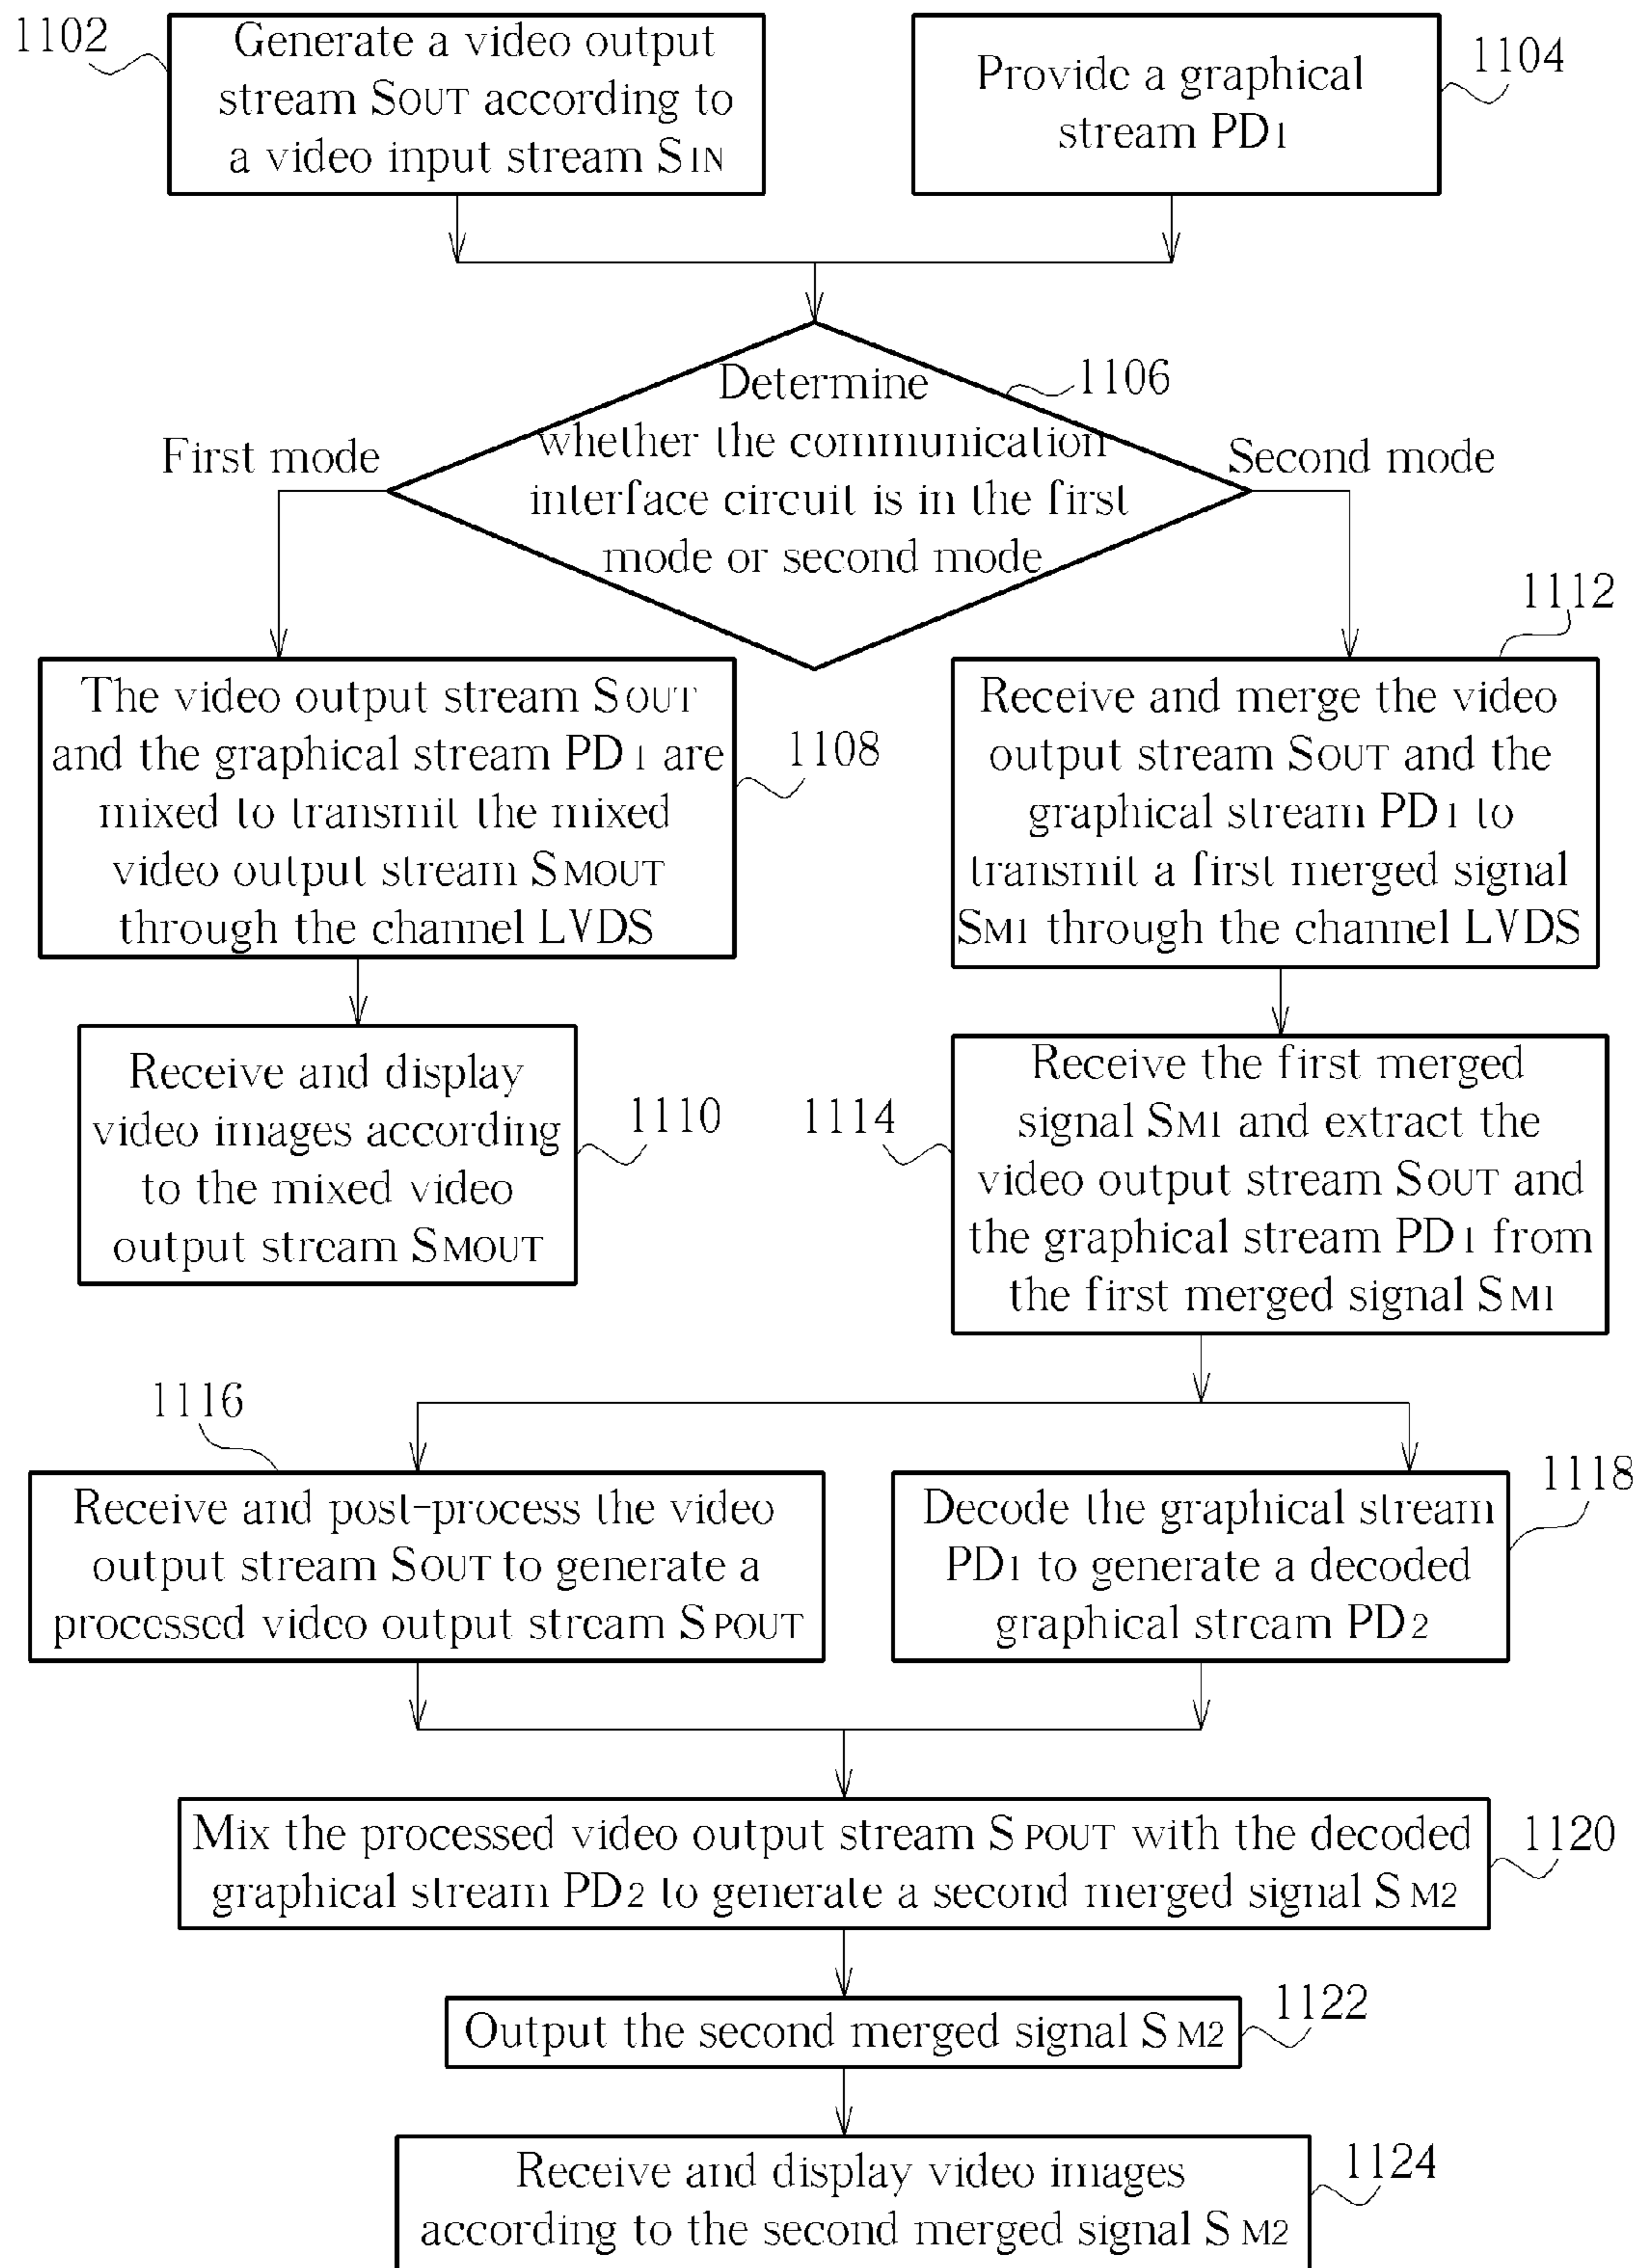 1102
Generate a video output
stream SOUT according to
a video input stream SIN
Provide a graphical
stream PD1
1104
Determine
whether the communication
interface circuit is in the first
mode or second mode
1106
First mode
Second mode
The video output stream SOUT
and the graphical stream PD1 are
mixed to transmit the mixed
video output stream SMOUT
through the channel LVDS
1108
1112
Receive and merge the video
output stream SOUT and the
graphical stream PD1 to
transmit a first merged signal
SM1 through the channel LVDS
Receive and display
video images according
to the mixed video
output stream SMOUT
1110
1114
Receive the first merged
signal SM1 and extract the
video output stream SOUT and
the graphical stream PD1 from
the first merged signal SM1
1116
Receive and post-process the video
output stream SOUT to generate a
processed video output stream SPOUT
Decode the graphical stream
PD1 to generate a decoded
graphical stream PD2
1118
Mix the processed video output stream SPOUT with the decoded
graphical stream PD2 to generate a second merged signal SM2
1120
Output the second merged signal SM2
1122
Receive and display video images
according to the second merged signal SM2
1124